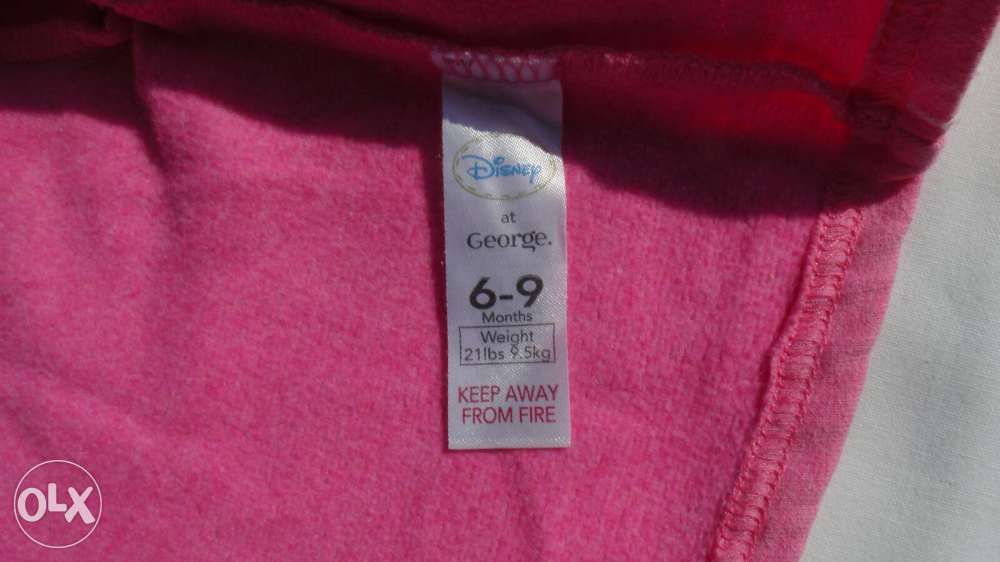 Disney
at
George.
6-9
Months
Weight
21lbs 9.5kg
KEEP AWAY
FROM FIRE
OLX